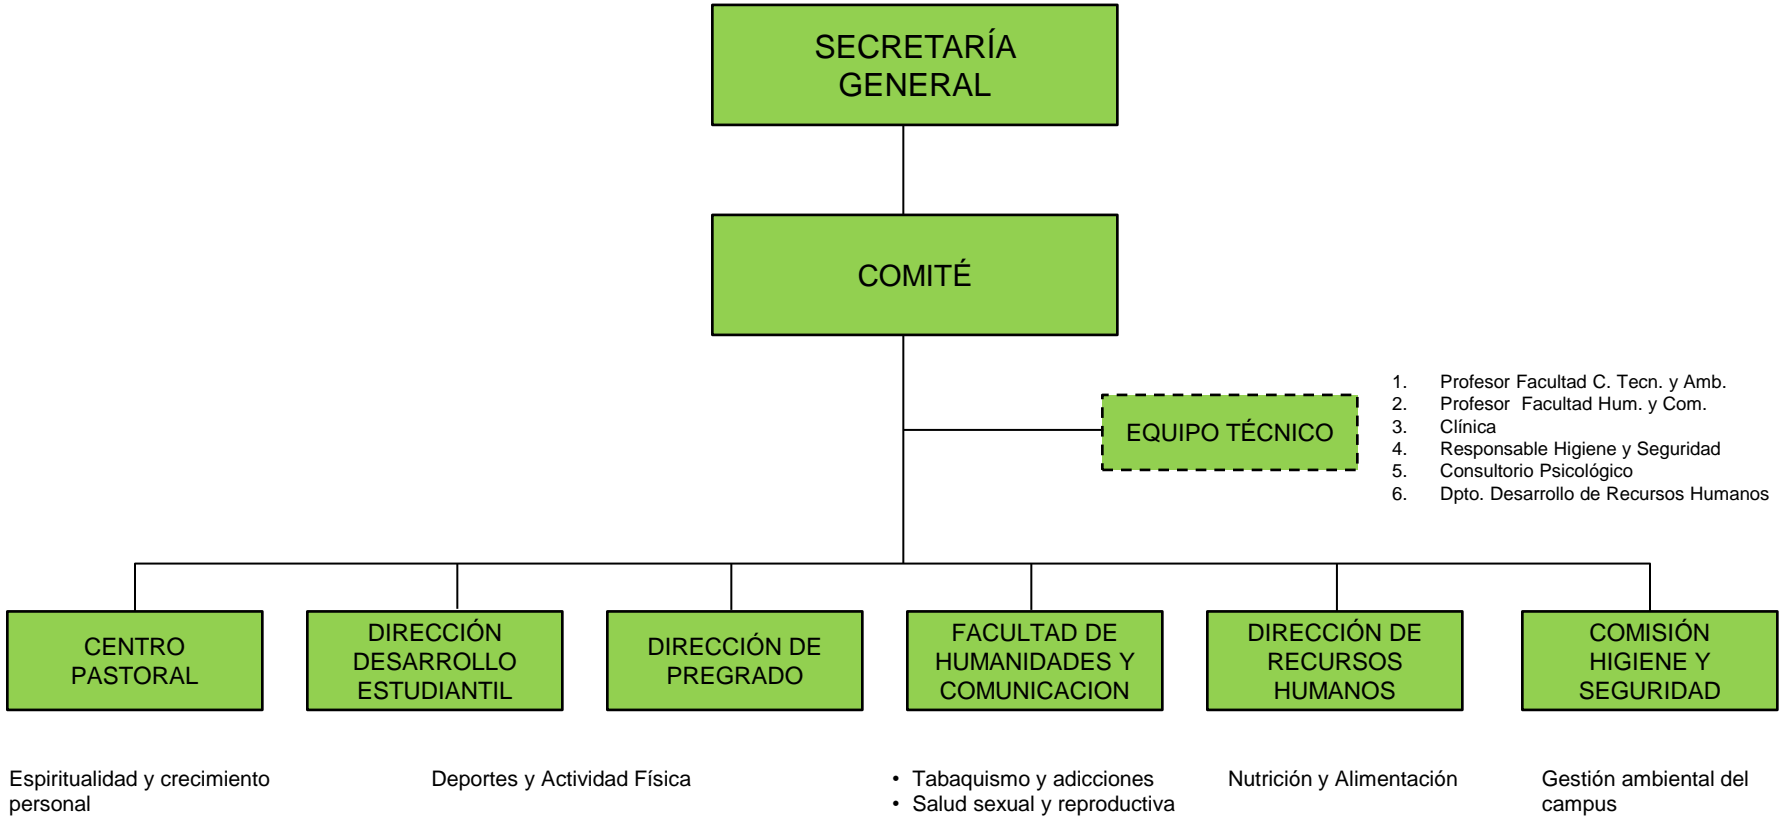 SECRETARÍA
GENERAL
COMITÉ
EQUIPO TÉCNICO
1. Profesor Facultad C. Tecn. y Amb.
2. Profesor Facultad Hum. y Com.
3. Clínica
4. Responsable Higiene y Seguridad
5. Consultorio Psicológico
6. Dpto. Desarrollo de Recursos Humanos
CENTRO
PASTORAL
DIRECCIÓN
DESARROLLO
ESTUDIANTIL
DIRECCIÓN DE
PREGRADO
FACULTAD DE
HUMANIDADES Y
COMUNICACION
DIRECCIÓN DE
RECURSOS
HUMANOS
COMISIÓN
HIGIENE Y
SEGURIDAD
Espiritualidad y crecimiento
personal
Deportes y Actividad Física
• Tabaquismo y adicciones
• Salud sexual y reproductiva
Nutrición y Alimentación
Gestión ambiental del
campus